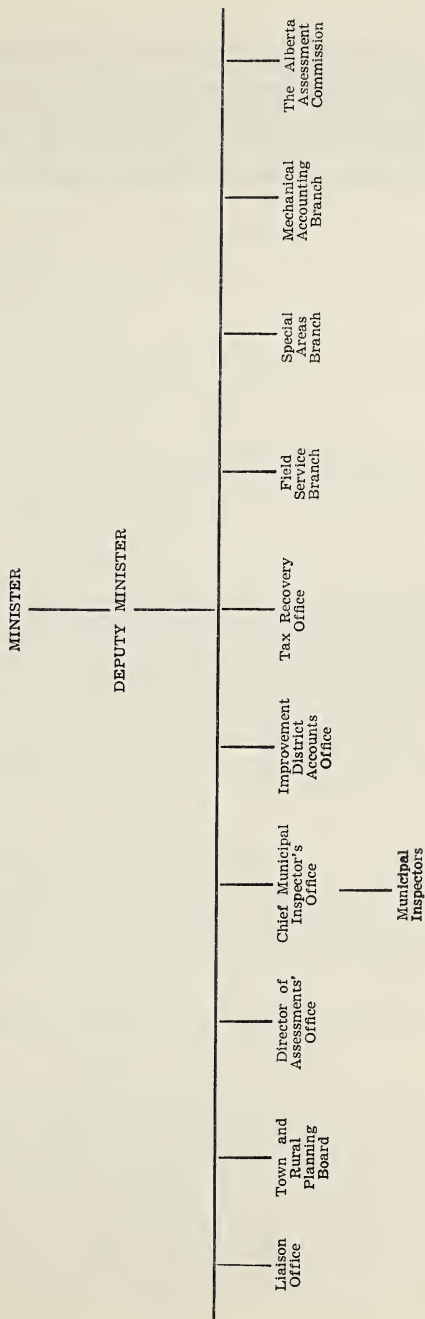 MINISTER
DEPUTY MINISTER
Liaison
Office
Town and
Rural
Planning
Board
Director of
Assessments'
Office
Chief Municipal
Inspector's
Office
Municipal
Inspectors
Improvement
District
Accounts
Office
Tax Recovery
Office
Field
Service
Branch
Special
Areas
Branch
Mechanical
Accounting
Branch
The Alberta
Assessment
Commission